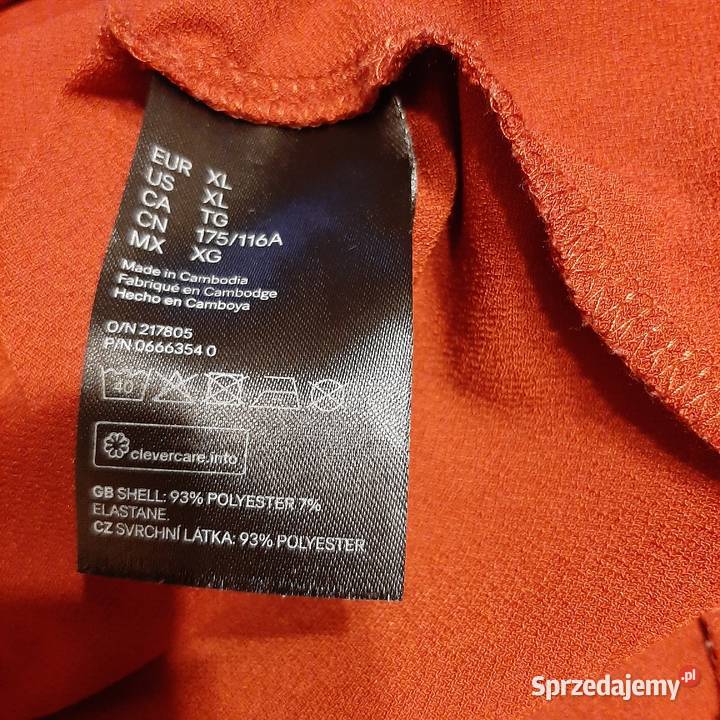 EUR XL
US XL
CA TG
CN 175/116A
MX XG
Made in Cambodia
Fabriqué en Cambodge
Hecho en Camboya
O/N 217805
P/N 0666354 0
40
clevercare.info
GB SHELL: 93% POLYESTER 7%
ELASTANE.
CZ SVRCHNÍ LÁTKA: 93% POLYESTER
Sprzedajemy.pl